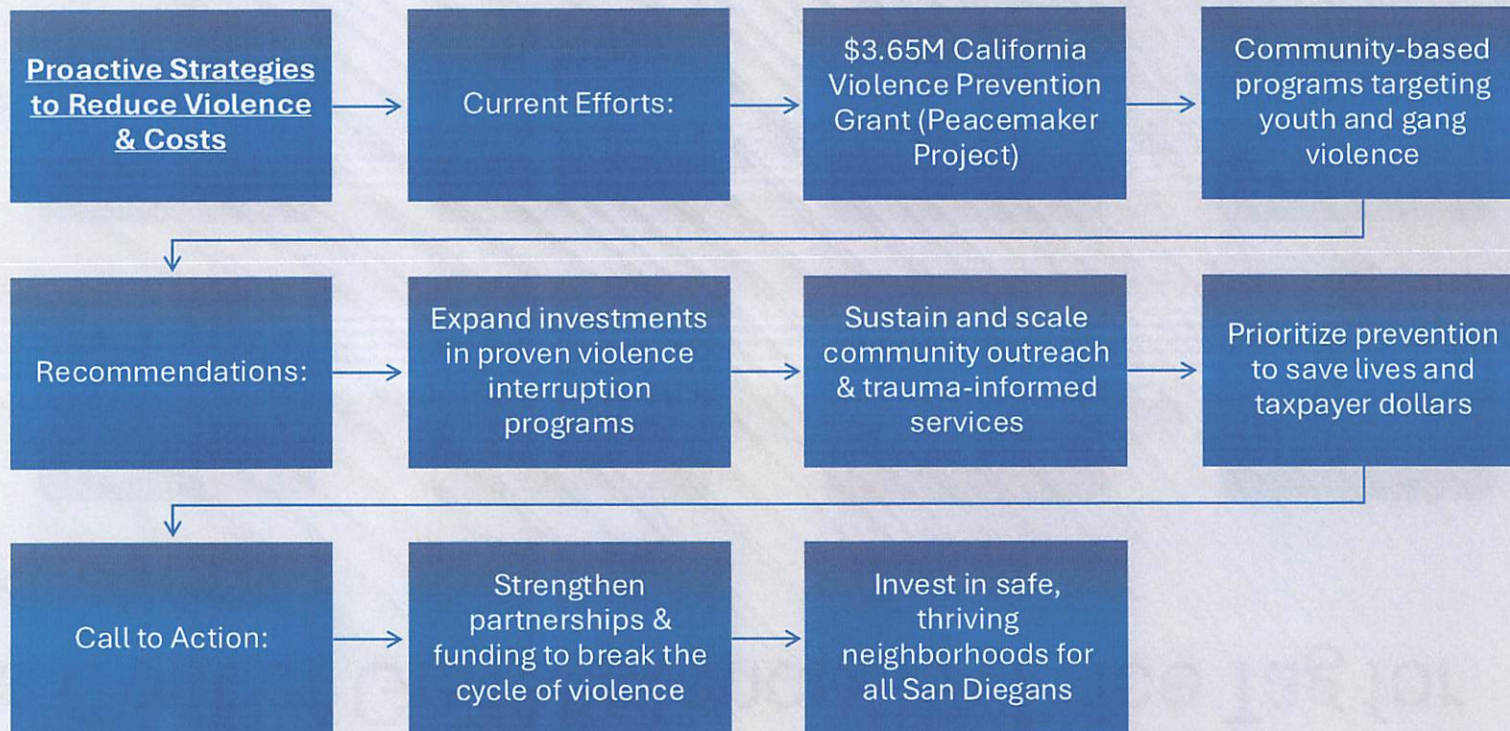 Proactive Strategies
to Reduce Violence
& Costs
Current Efforts:
$3.65M California
Violence Prevention
Grant (Peacemaker
Project)
Community-based
programs targeting
youth and gang
violence
Recommendations:
Expand investments
in proven violence
interruption
programs
Sustain and scale
community outreach
& trauma-informed
services
Prioritize prevention
to save lives and
taxpayer dollars
Call to Action:
Strengthen
partnerships &
funding to break the
cycle of violence
Invest in safe,
thriving
neighborhoods for
all San Diegans